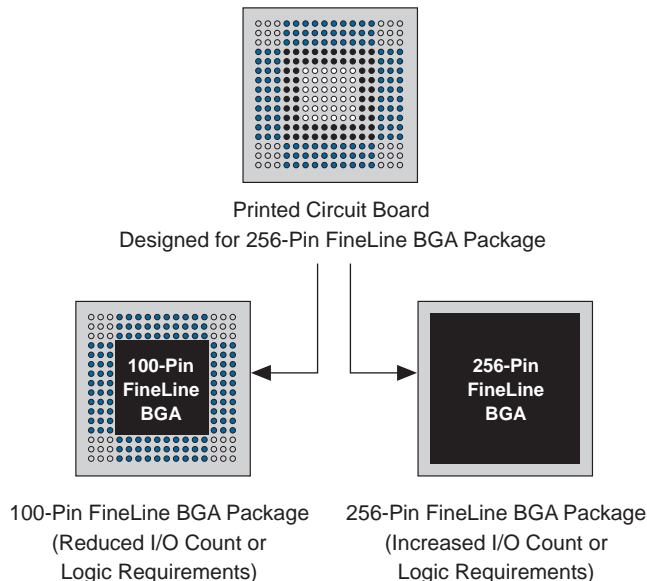 Printed Circuit Board
Designed for 256-Pin FineLine BGA Package
100-Pin
FineLine
BGA
256-Pin
FineLine
BGA
100-Pin FineLine BGA Package
(Reduced I/O Count or
Logic Requirements)
256-Pin FineLine BGA Package
(Increased I/O Count or
Logic Requirements)